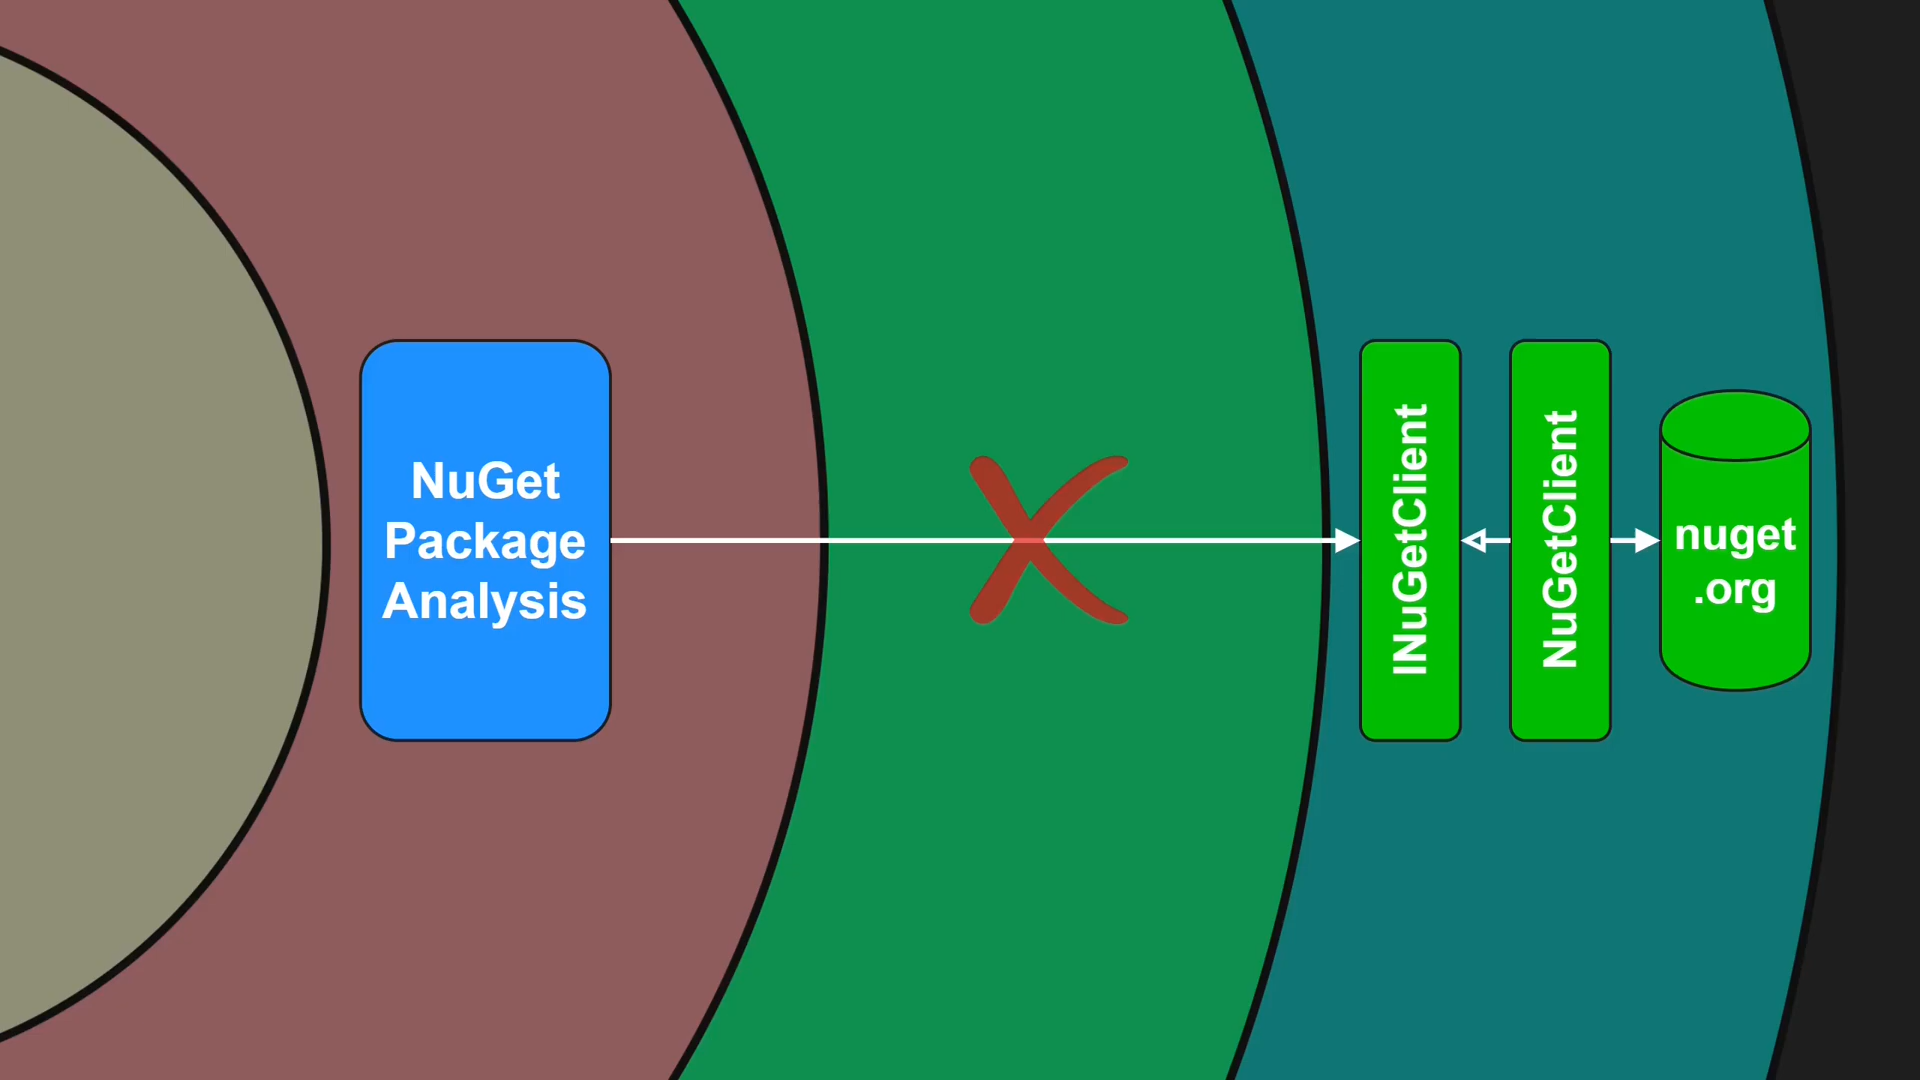 NuGet
Package
Analysis
INuGetClient
NuGetClient
nuget
.org